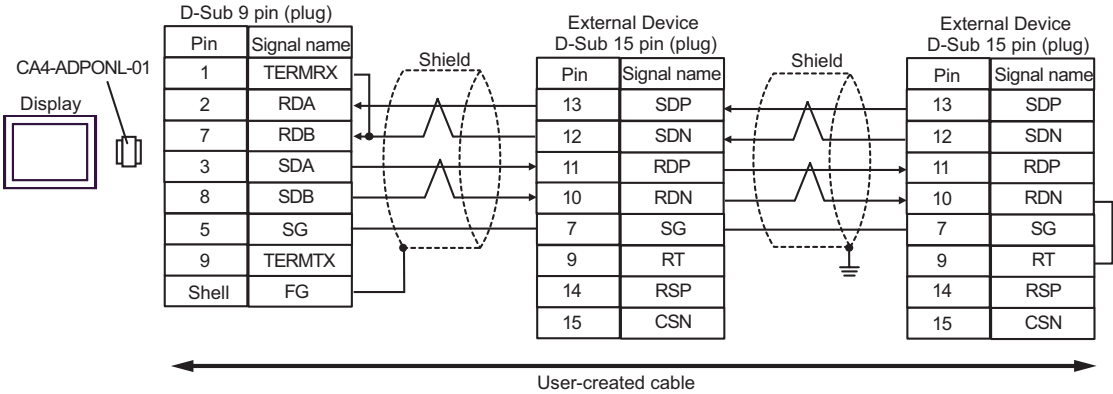 D-Sub 9 pin (plug)
Pin Signal name
1 TERMRX
2 RDA
7 RDB
3 SDA
8 SDB
5 SG
9 TERMTX
Shell FG
CA4-ADPONL-01
Display
Shield
External Device
D-Sub 15 pin (plug)
Pin Signal name
13 SDP
12 SDN
11 RDP
10 RDN
7 SG
9 RT
14 RSP
15 CSN
Shield
External Device
D-Sub 15 pin (plug)
Pin Signal name
13 SDP
12 SDN
11 RDP
10 RDN
7 SG
9 RT
14 RSP
15 CSN
User-created cable